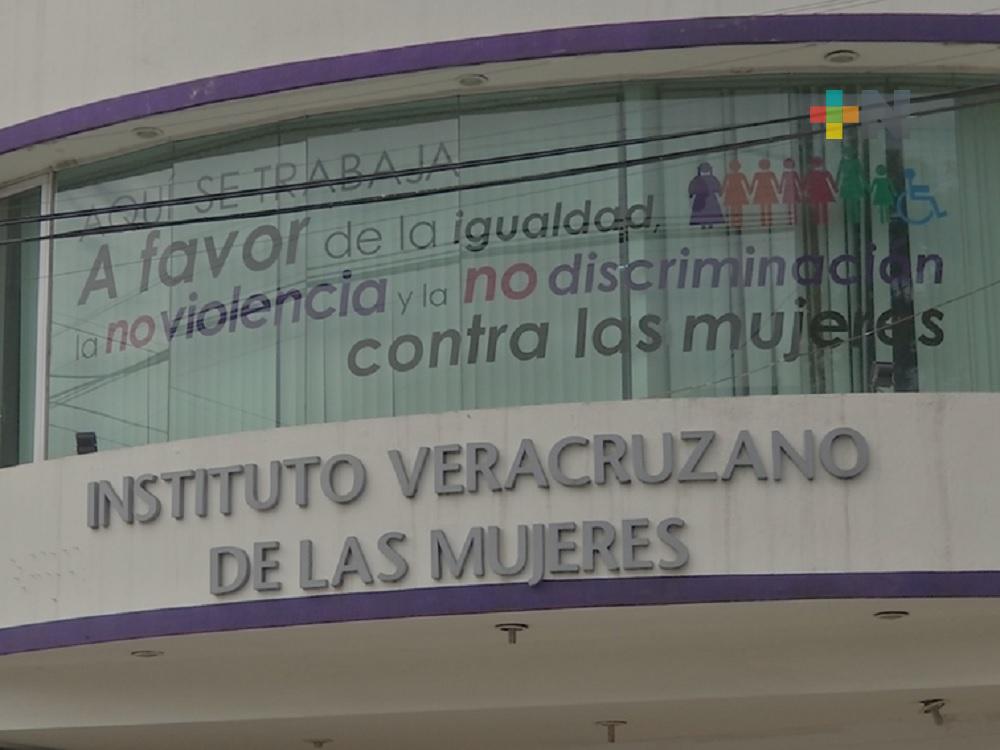 AQUÍ SE TRABAJA
A favor de la igualdad,
la no violencia y la no discriminación
contra las mujeres
INSTITUTO VERACRUZANO
DE LAS MUJERES
+N